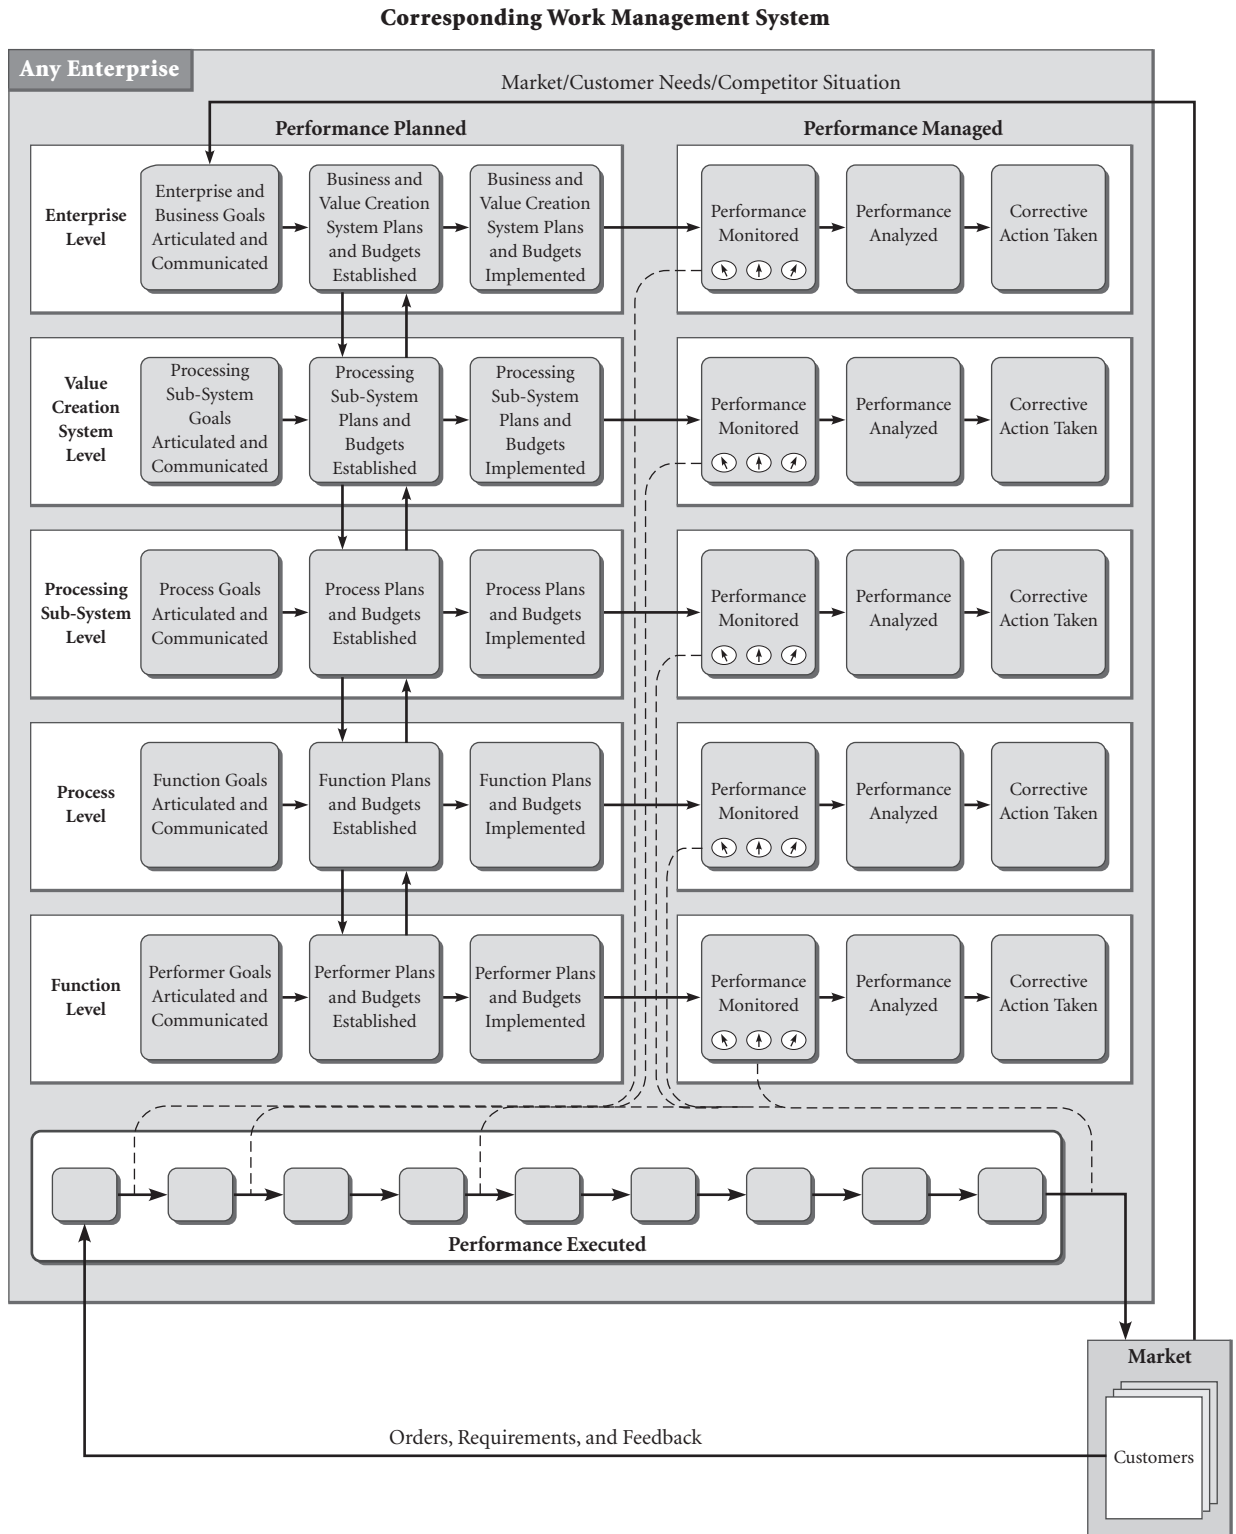 Corresponding Work Management System
Any Enterprise
Market/Customer Needs/Competitor Situation
Performance Planned
Performance Managed
Enterprise
Level
Enterprise and
Business Goals
Articulated and
Communicated
Business and
Value Creation
System Plans
and Budgets
Established
Business and
Value Creation
System Plans
and Budgets
Implemented
Performance
Monitored
Performance
Analyzed
Corrective
Action Taken
Value
Creation
System
Level
Processing
Sub-System
Goals
Articulated and
Communicated
Processing
Sub-System
Plans and
Budgets
Established
Processing
Sub-System
Plans and
Budgets
Implemented
Performance
Monitored
Performance
Analyzed
Corrective
Action Taken
Processing
Sub-System
Level
Process Goals
Articulated and
Communicated
Process Plans
and Budgets
Established
Process Plans
and Budgets
Implemented
Performance
Monitored
Performance
Analyzed
Corrective
Action Taken
Process
Level
Function Goals
Articulated and
Communicated
Function Plans
and Budgets
Established
Function Plans
and Budgets
Implemented
Performance
Monitored
Performance
Analyzed
Corrective
Action Taken
Function
Level
Performer Goals
Articulated and
Communicated
Performer Plans
and Budgets
Established
Performer Plans
and Budgets
Implemented
Performance
Monitored
Performance
Analyzed
Corrective
Action Taken
Performance Executed
Market
Orders, Requirements, and Feedback
Customers